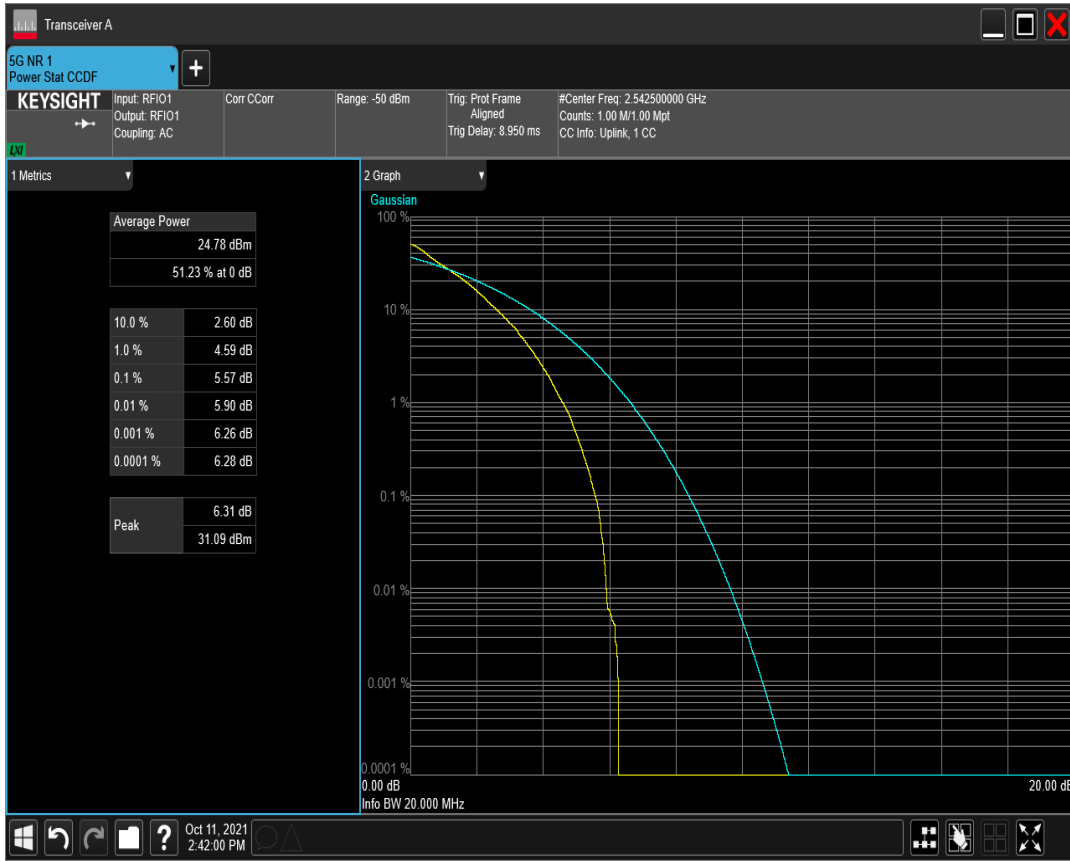 Transceiver A
5G NR 1
Power Stat CCDF
KEYSIGHT
LXI
Input: RFIO1
Output: RFIO1
Coupling: AC
Corr CCorr
Range: -50 dBm
Trig: Prot Frame
Aligned
Trig Delay: 8.950 ms
#Center Freq: 2.542500000 GHz
Counts: 1.00 M/1.00 Mpt
CC Info: Uplink, 1 CC
1 Metrics
Average Power
24.78 dBm
51.23 % at 0 dB
10.0 % 2.60 dB
1.0 % 4.59 dB
0.1 % 5.57 dB
0.01 % 5.90 dB
0.001 % 6.26 dB
0.0001 % 6.28 dB
Peak
6.31 dB
31.09 dBm
2 Graph
Gaussian
100 %
10 %
1 %
0.1 %
0.01 %
0.001 %
0.0001 %
0.00 dB
20.00 dB
Info BW 20.000 MHz
?
Oct 11, 2021
2:42:00 PM